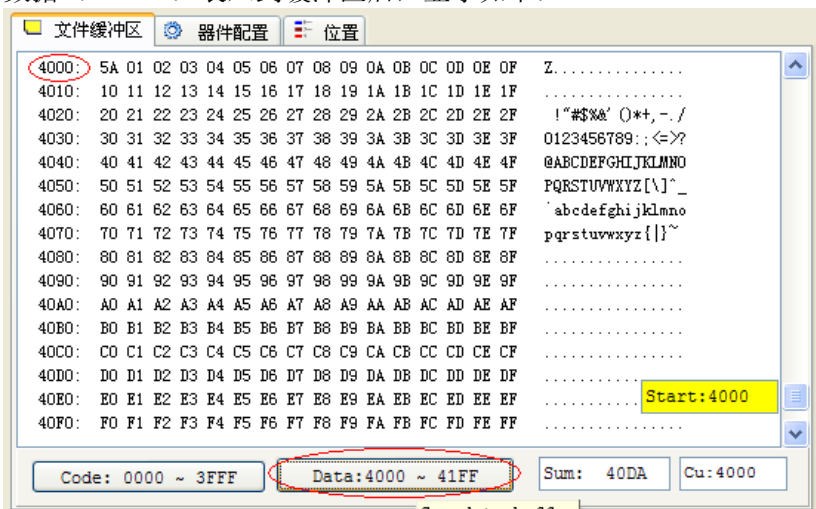 文件缓冲区 器件配置 位置
4000: 5A 01 02 03 04 05 06 07 08 09 0A 0B 0C 0D 0E 0F Z...............
4010: 10 11 12 13 14 15 16 17 18 19 1A 1B 1C 1D 1E 1F ................
4020: 20 21 22 23 24 25 26 27 28 29 2A 2B 2C 2D 2E 2F !"#$%&'()*+,-./
4030: 30 31 32 33 34 35 36 37 38 39 3A 3B 3C 3D 3E 3F 0123456789:;<=>?
4040: 40 41 42 43 44 45 46 47 48 49 4A 4B 4C 4D 4E 4F @ABCDEFGHIJKLMNO
4050: 50 51 52 53 54 55 56 57 58 59 5A 5B 5C 5D 5E 5F PQRSTUVWXYZ[\]^_
4060: 60 61 62 63 64 65 66 67 68 69 6A 6B 6C 6D 6E 6F `abcdefghijklmno
4070: 70 71 72 73 74 75 76 77 78 79 7A 7B 7C 7D 7E 7F pqrstuvwxyz{|}~
4080: 80 81 82 83 84 85 86 87 88 89 8A 8B 8C 8D 8E 8F ................
4090: 90 91 92 93 94 95 96 97 98 99 9A 9B 9C 9D 9E 9F ................
40A0: A0 A1 A2 A3 A4 A5 A6 A7 A8 A9 AA AB AC AD AE AF ................
40B0: B0 B1 B2 B3 B4 B5 B6 B7 B8 B9 BA BB BC BD BE BF ................
40C0: C0 C1 C2 C3 C4 C5 C6 C7 C8 C9 CA CB CC CD CE CF ................
40D0: D0 D1 D2 D3 D4 D5 D6 D7 D8 D9 DA DB DC DD DE DF ...........
40E0: E0 E1 E2 E3 E4 E5 E6 E7 E8 E9 EA EB EC ED EE EF ........... Start:4000
40F0: F0 F1 F2 F3 F4 F5 F6 F7 F8 F9 FA FB FC FD FE FF ................
Code: 0000 ~ 3FFF Data:4000 ~ 41FF Sum: 40DA Cu:4000